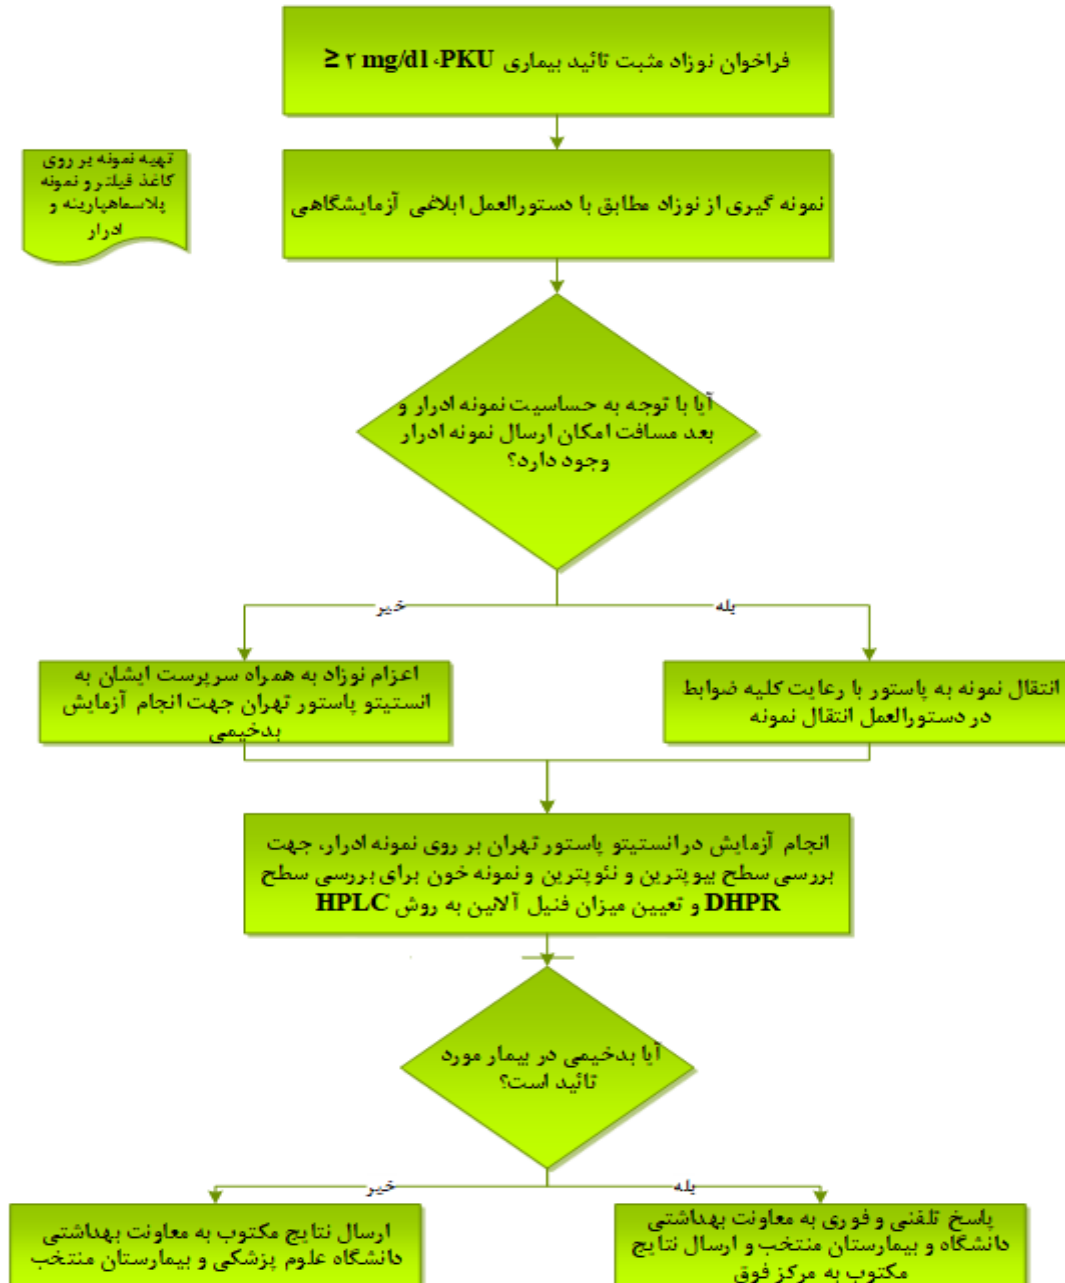 فراخوان نوزاد مثبت تائید بیماری PKU، ۲ mg/dl ≤
تهیه نمونه بر روی
کاغذ فیلتر و نمونه
پلاسماهپارینه و
ادرار
نمونه گیری از نوزاد مطابق با دستورالعمل ابلاغی آزمایشگاهی
آیا با توجه به حساسیت نمونه ادرار و
بعد مسافت امکان ارسال نمونه ادرار
وجود دارد؟
بله
خیر
انتقال نمونه به پاستور با رعایت کلیه ضوابط
در دستورالعمل انتقال نمونه
اعزام نوزاد به همراه سرپرست ایشان به
انستیتو پاستور تهران جهت انجام آزمایش
بدخیمی
انجام آزمایش در انستیتو پاستور تهران بر روی نمونه ادرار، جهت
بررسی سطح بیوپترین و نئوپترین و نمونه خون برای بررسی سطح
DHPR و تعیین میزان فنیل آلاین به روش HPLC
آیا بدخیمی در بیمار مورد
تائید است؟
بله
خیر
پاسخ تلفنی و فوری به معاونت بهداشتی
دانشگاه و بیمارستان منتخب و ارسال نتایج
مکتوب به مرکز فوق
ارسال نتایج مکتوب به معاونت بهداشتی
دانشگاه علوم پزشکی و بیمارستان منتخب